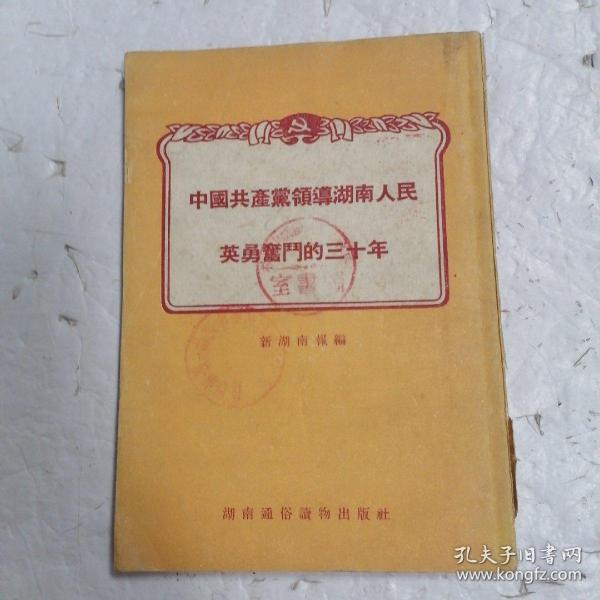 中國共產黨領導湖南人民
英勇奮鬥的三十年
書室
新湖南報編
湖南通俗讀物出版社
孔夫子旧书网
www.kongfz.com